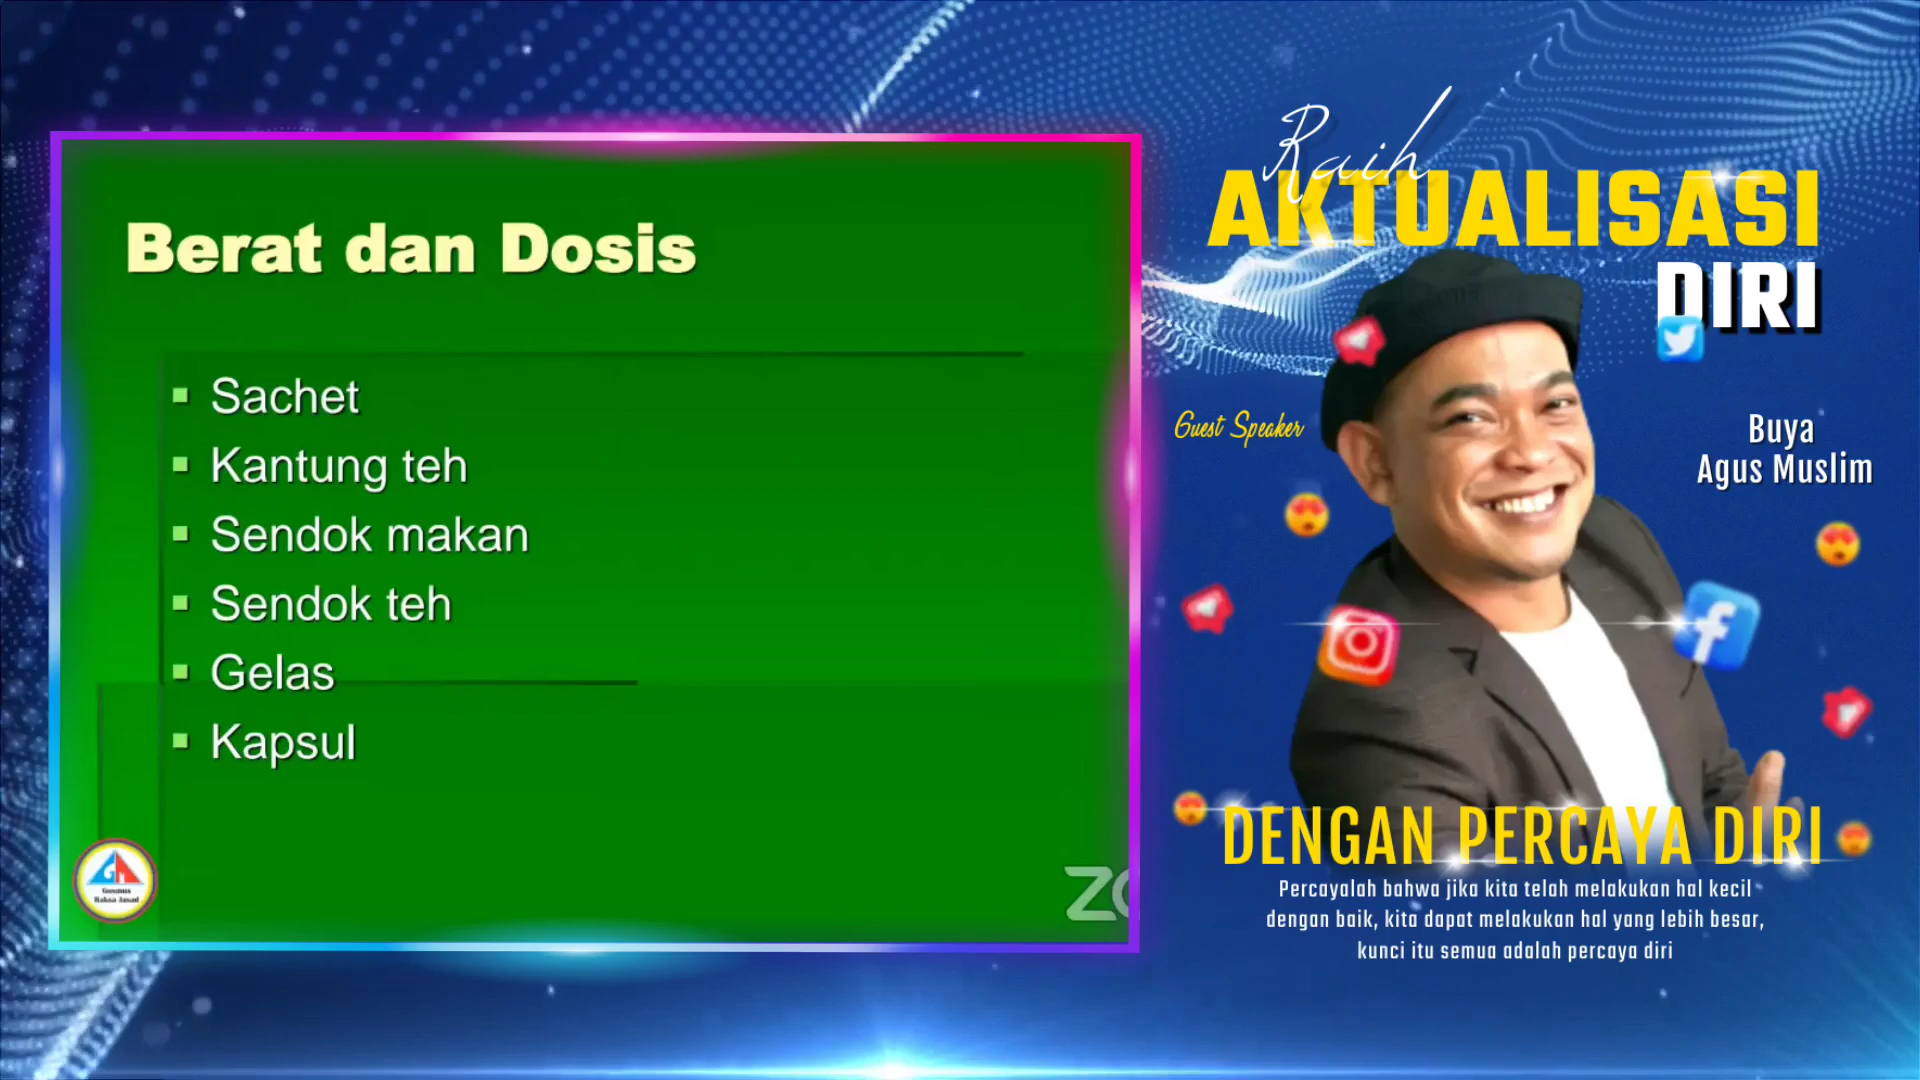 Berat dan Dosis
Sachet
Kantung teh
Sendok makan
Sendok teh
Gelas
Kapsul
Raih
AKTUALISASI
DIRI
Guest Speaker
Buya
Agus Muslim
DENGAN PERCAYA DIRI
Percayalah bahwa jika kita telah melakukan hal kecil
dengan baik, kita dapat melakukan hal yang lebih besar,
kunci itu semua adalah percaya diri